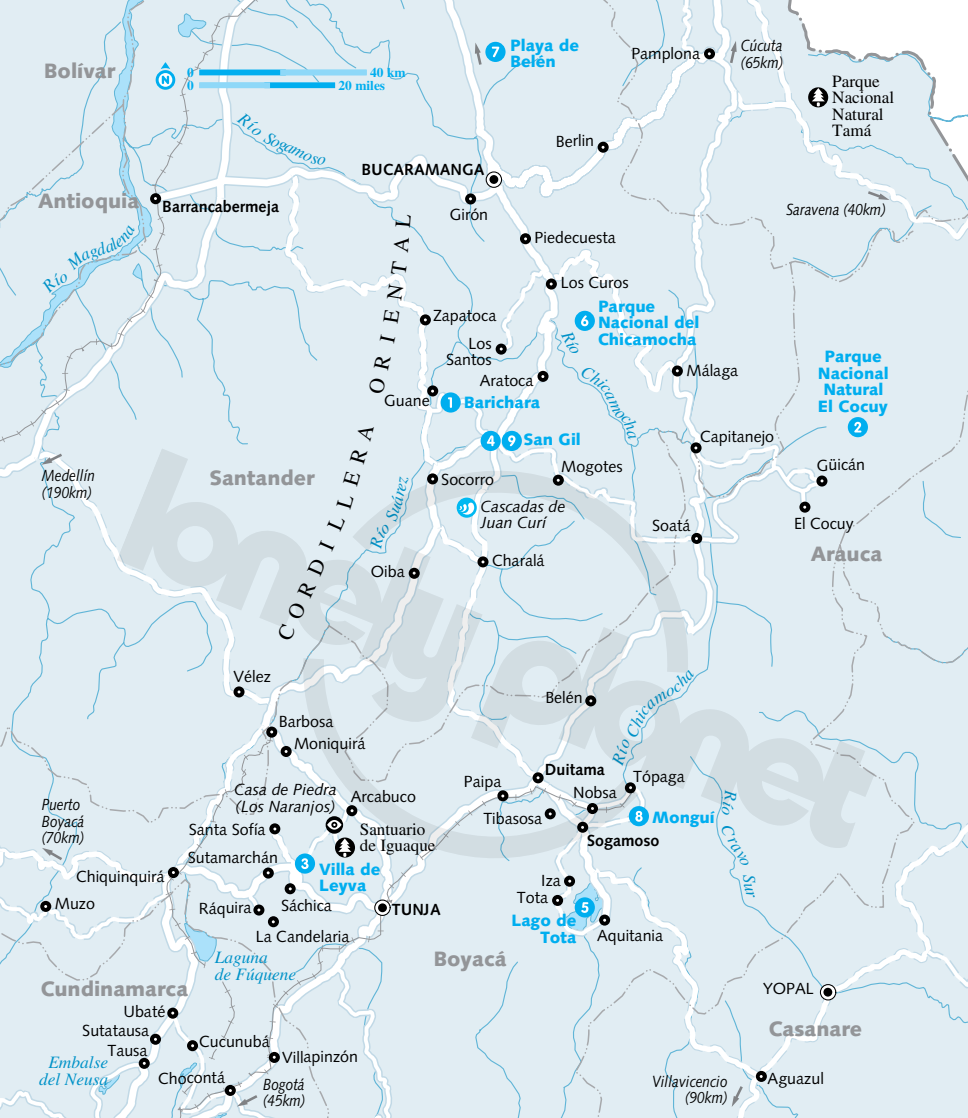 Bolívar
N
0
40 km
0
20 miles
7 Playa de
Belén
Pamplona
Cúcuta
(65km)
Parque
Nacional
Natural
Tamá
Río Sogamoso
Berlin
BUCARAMANGA
Antioquia
Barrancabermeja
Girón
Saravena (40km)
Río Magdalena
Piedecuesta
Los Curos
CORDILLERA ORIENTAL
Zapatoca
6
Parque
Nacional del
Chicamocha
Los
Santos
Río Chicamocha
Parque
Nacional
Natural
El Cocuy
2
Málaga
Aratoca
Guane
1 Barichara
4 9 San Gil
Capitanejo
Medellín
(190km)
Santander
Socorro
Mogotes
Güicán
Río Suárez
Cascadas de
Juan Curí
El Cocuy
Soatá
Arauca
Oiba
Charalá
lonely planet
Vélez
Belén
Río Chicamocha
Barbosa
Moniquirá
Duitama
Paipa
Nobsa
Tópaga
Casa de Piedra
(Los Naranjos)
Arcabuco
Puerto
Boyacá
(70km)
Tibasosa
8 Monguí
Río Cravo Sur
Santa Sofía
Santuario
de Iguaque
Sogamoso
Sutamarchán
3 Villa de
Leyva
Chiquinquirá
Iza
Muzo
Sáchica
Tota
Ráquira
TUNJA
5
Lago de
Tota
La Candelaria
Aquitania
Laguna
de Fúquene
Boyacá
Cundinamarca
YOPAL
Ubaté
Casanare
Sutatausa
Cucunubá
Tausa
Villapinzón
Embalse
del Neusa
Chocontá
Bogotá
(45km)
Villavicencio
(90km)
Aguazul